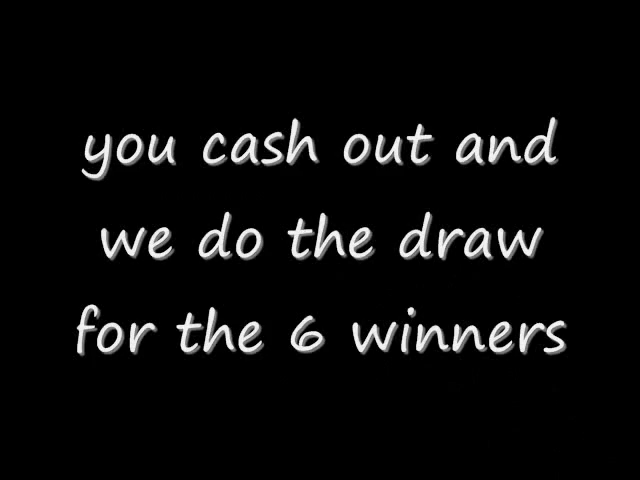 you cash out and
we do the draw
for the 6 winners